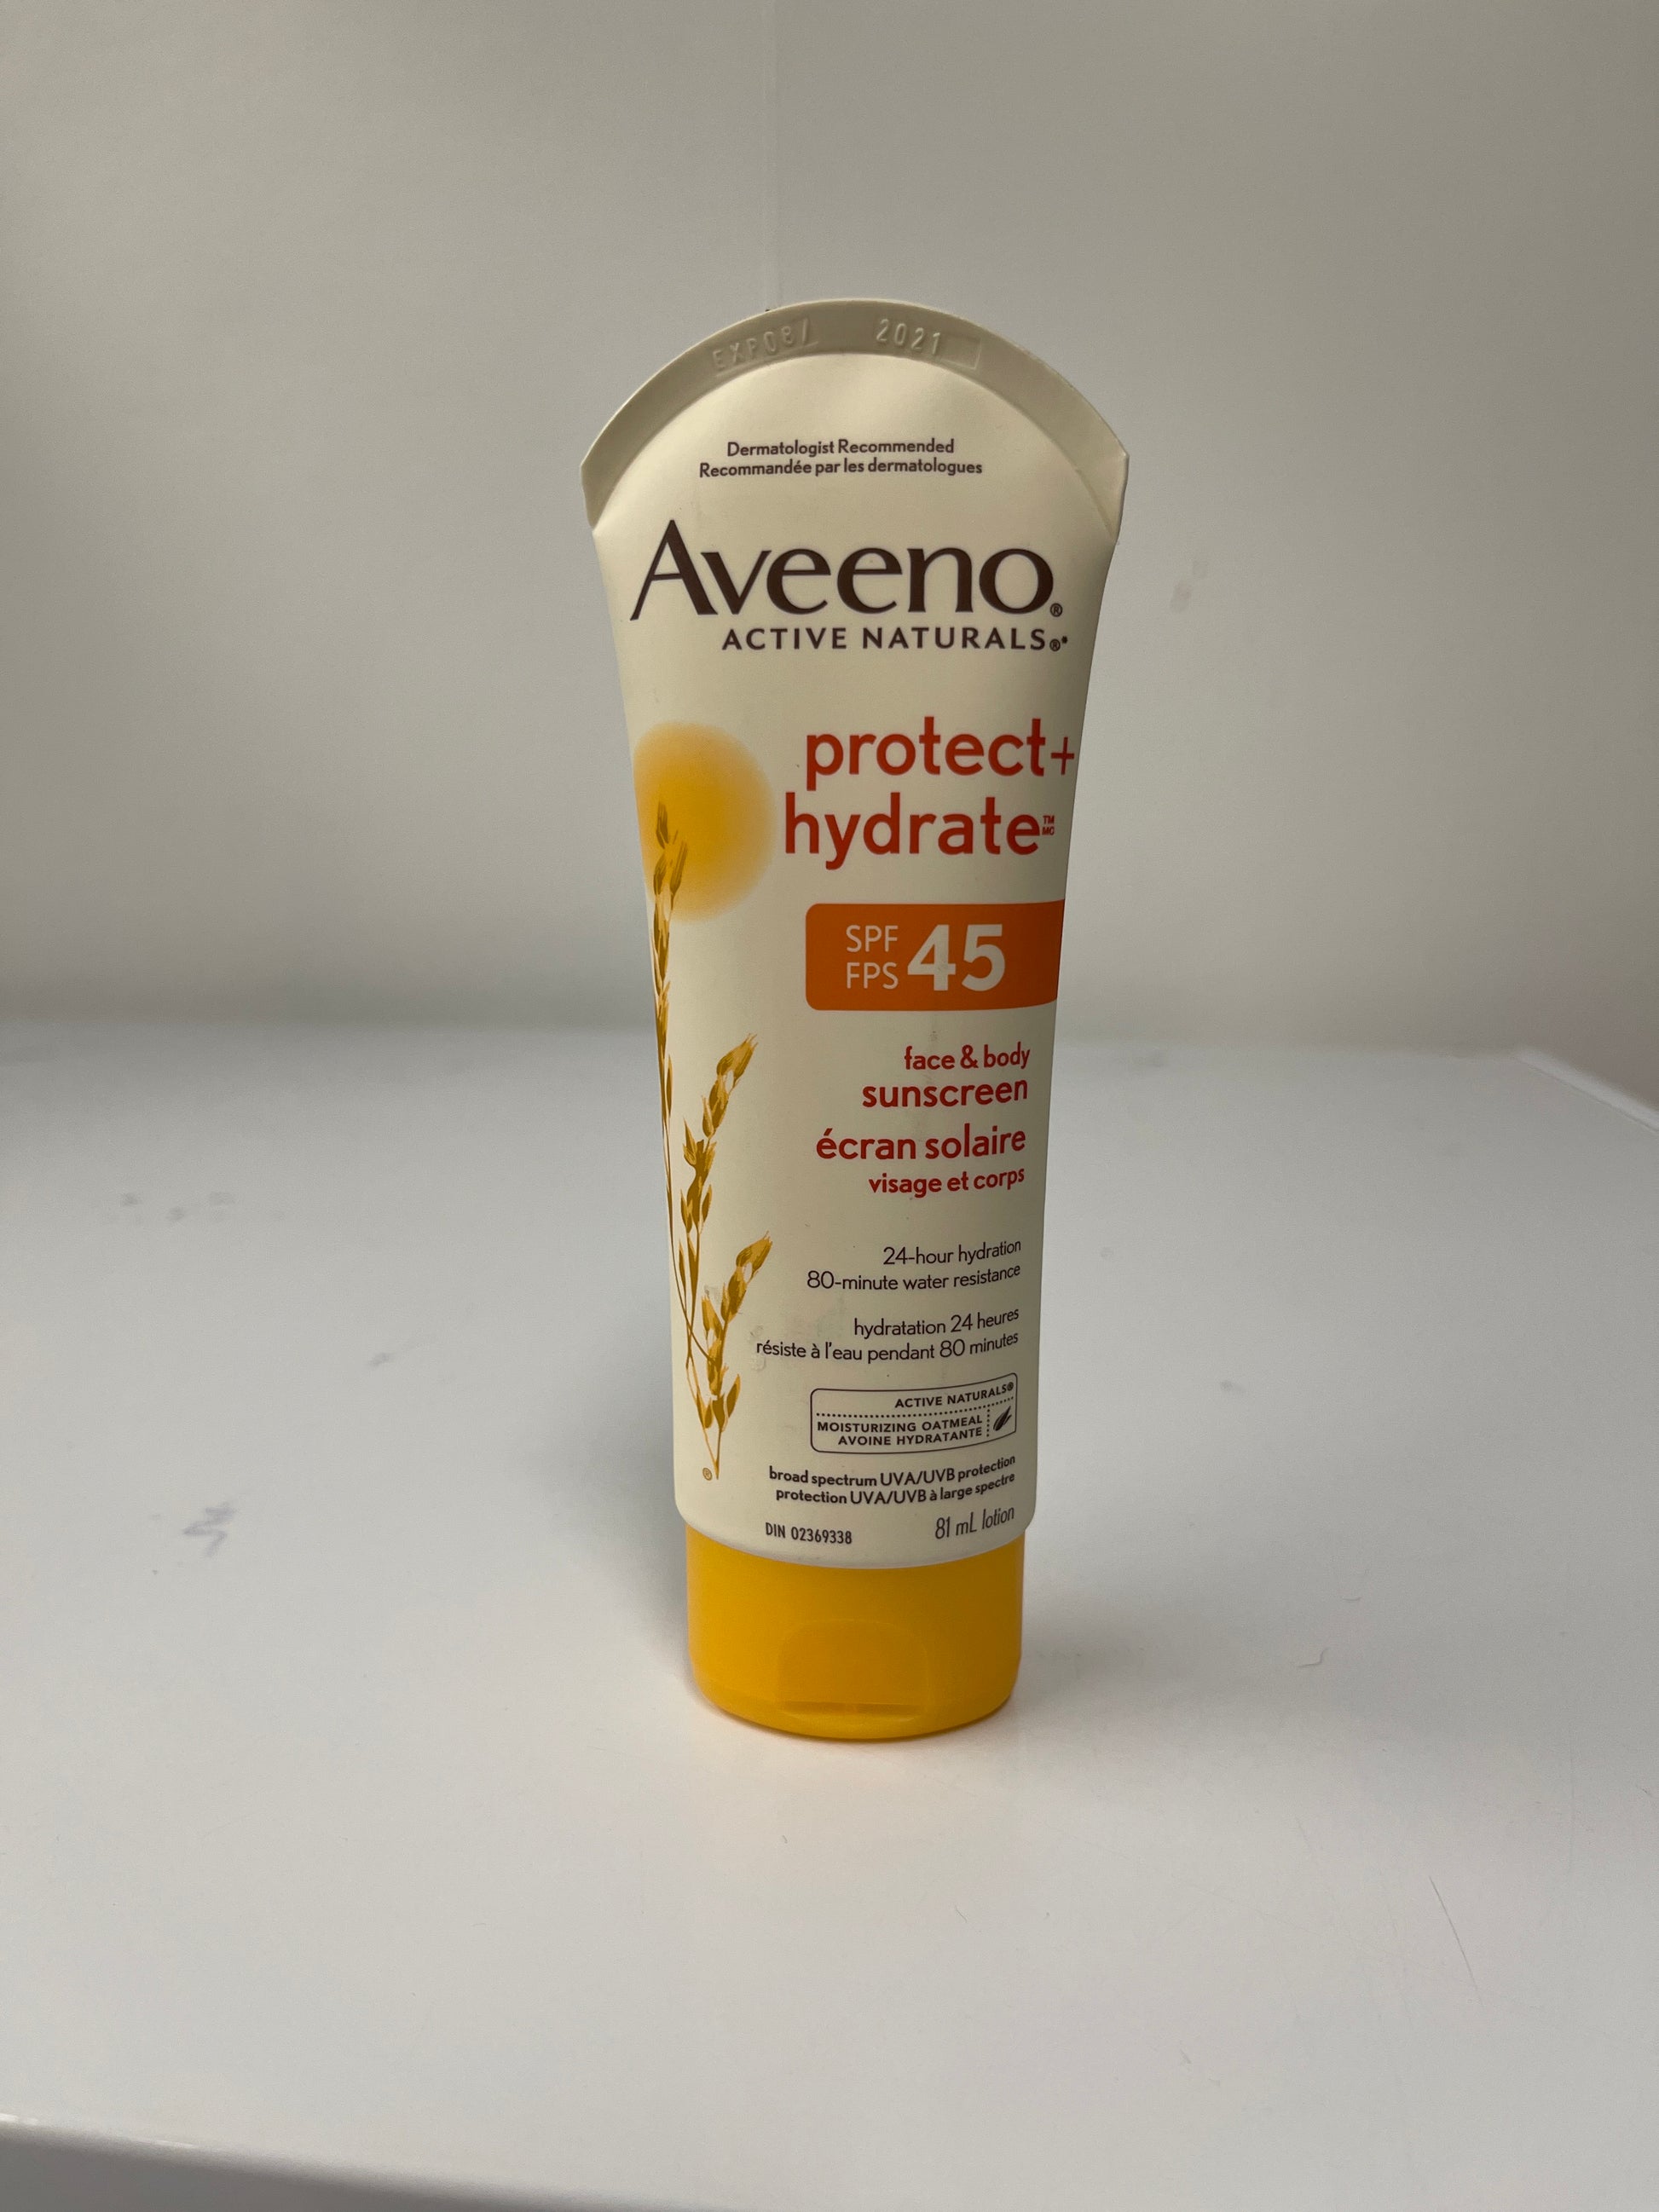 EXP08/ 2021
Dermatologist Recommended
Recommandée par les dermatologues
Aveeno®
ACTIVE NATURALS®*
protect+
hydrate™ MC
SPF
FPS 45
face & body
sunscreen
écran solaire
visage et corps
24-hour hydration
80-minute water resistance
hydratation 24 heures
résiste à l'eau pendant 80 minutes
ACTIVE NATURALS®
MOISTURIZING OATMEAL
AVOINE HYDRATANTE
®
broad spectrum UVA/UVB protection
protection UVA/UVB à large spectre
DIN 02369338 81 mL lotion